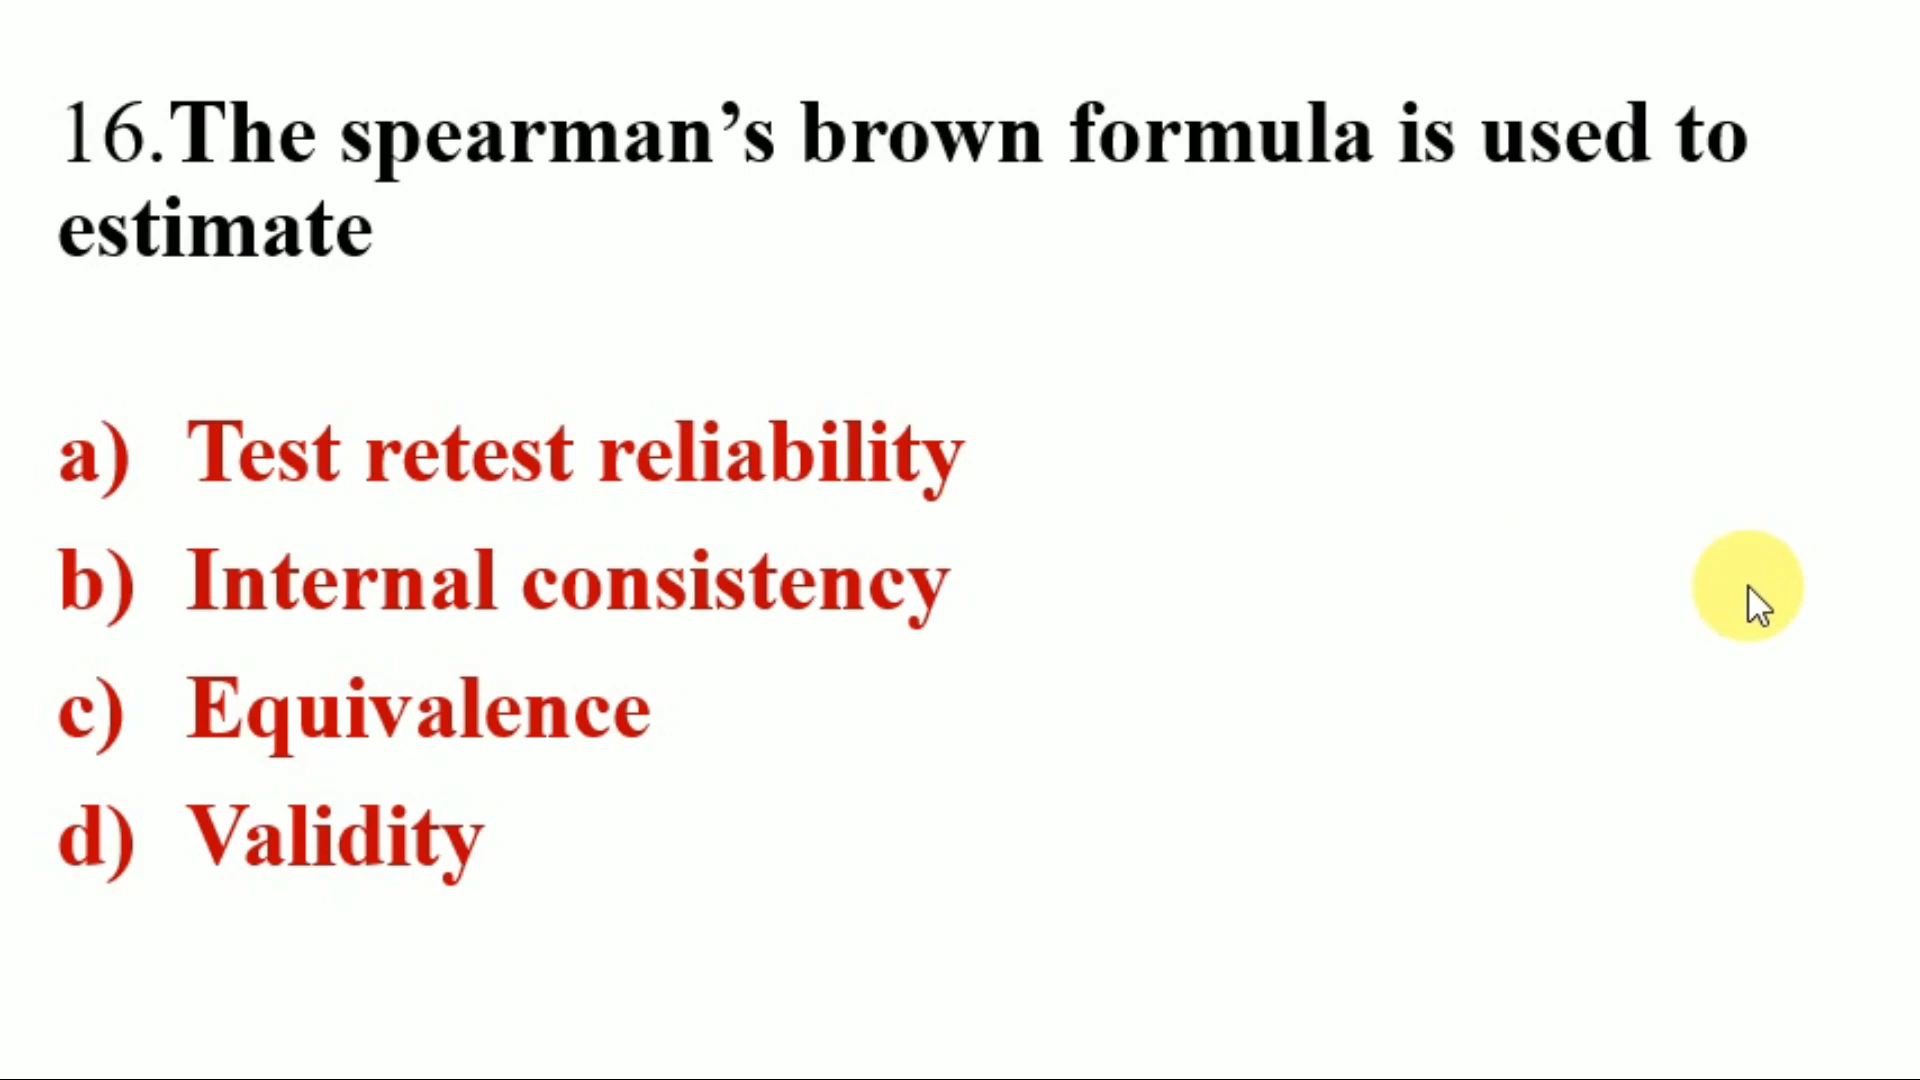 16.The spearman’s brown formula is used to
estimate
a) Test retest reliability
b) Internal consistency
c) Equivalence
d) Validity